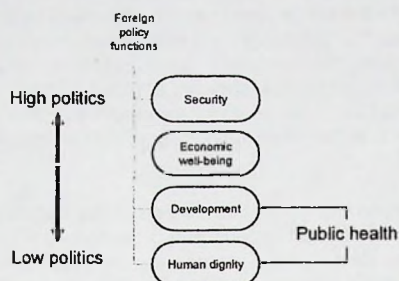 Foreign
policy
functions
High politics
Security
Economic
well-being
Development
Public health
Low politics
Human dignity